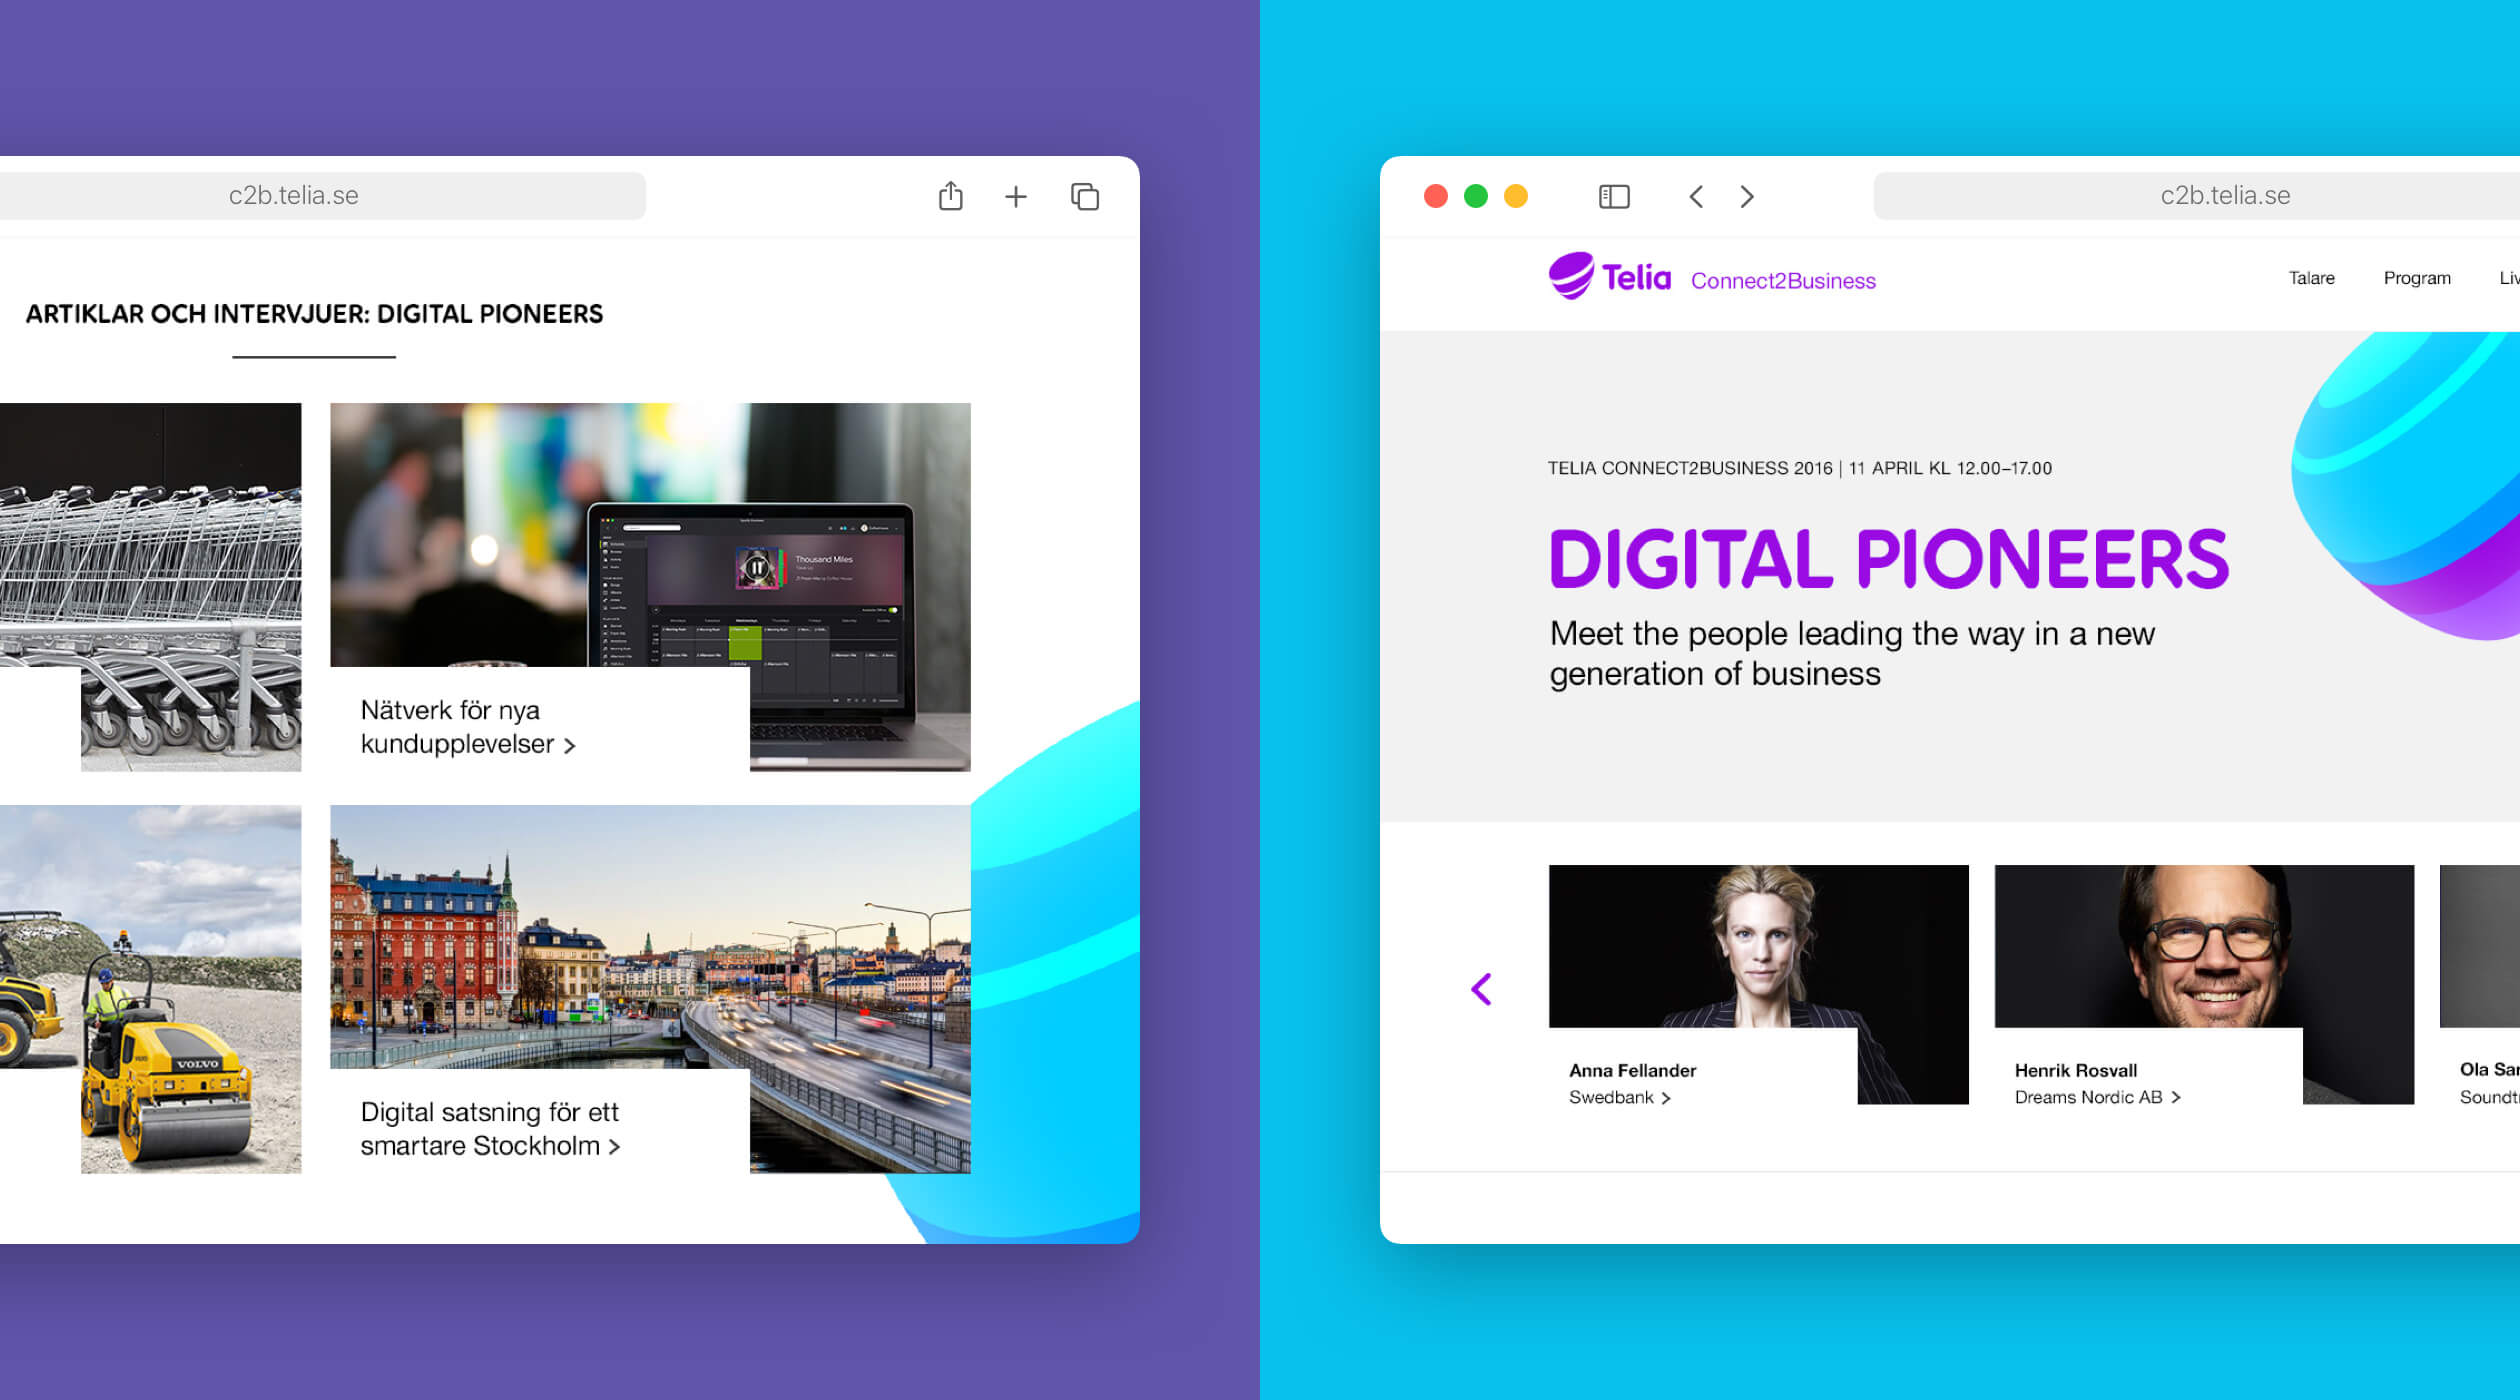 c2b.telia.se
ARTIKLAR OCH INTERVJUER: DIGITAL PIONEERS
Thousand Miles
Nätverk för nya
kundupplevelser
VOLVO
Digital satsning för ett
smartare Stockholm
c2b.telia.se
Telia Connect2Business
Talare Program
TELIA CONNECT2BUSINESS 2016 | 11 APRIL KL 12.00–17.00
DIGITAL PIONEERS
Meet the people leading the way in a new
generation of business
Anna Fellander
Swedbank
Henrik Rosvall
Dreams Nordic AB
Ola